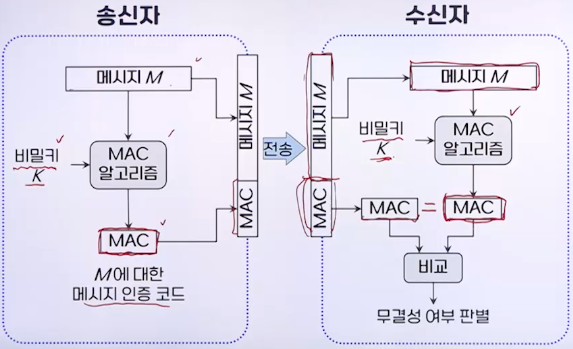 송신자
메시지 M
비밀키
K
MAC
알고리즘
MAC
M에 대한
메시지 인증 코드
메시지 M
MAC
전송
수신자
메시지 M
MAC
메시지 M
비밀키
K
MAC
알고리즘
MAC = MAC
비교
무결성 여부 판별